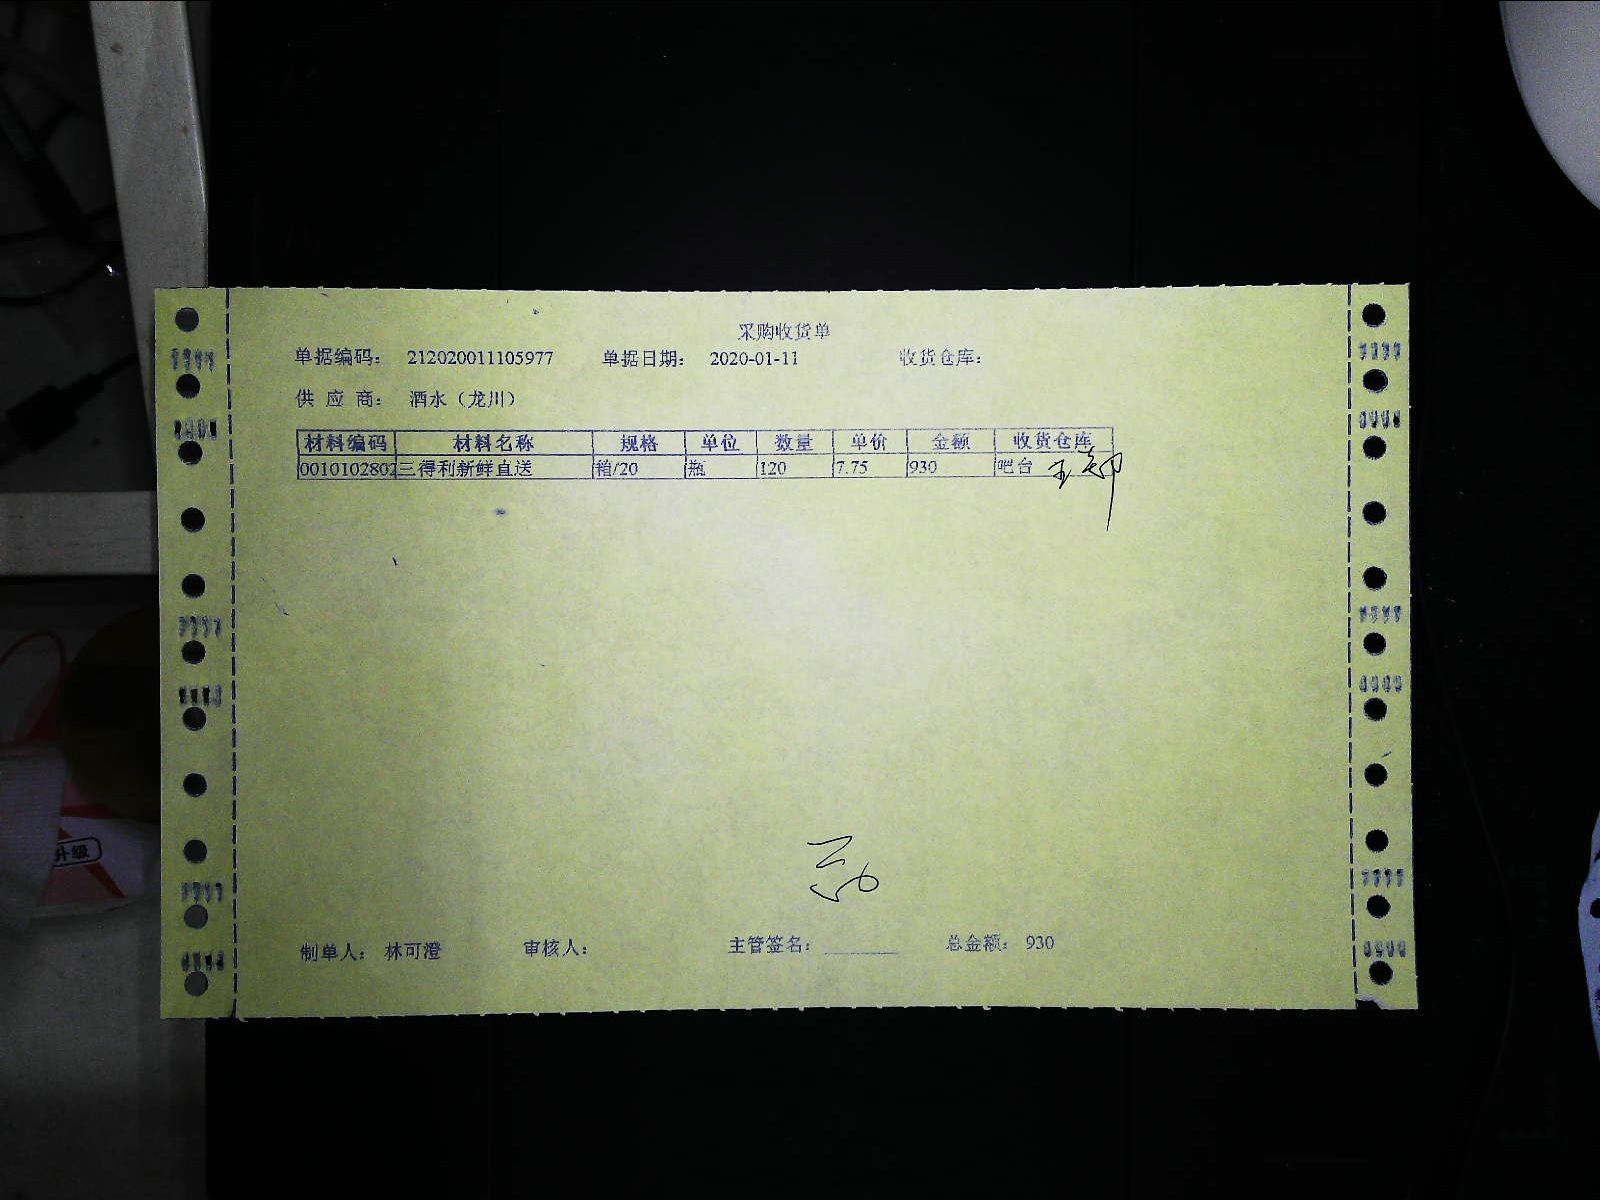 采购收货单
单据编码: 212020011105977 单据日期: 2020-01-11 收货仓库:
供 应 商: 酒水（龙川）
材料编码 材料名称 规格 单位 数量 单价 金额 收货仓库
0010102802 三得利新鲜直送 箱/20 瓶 120 7.75 930 吧台
制单人: 林可澄 审核人: 主管签名: 总金额: 930
升级